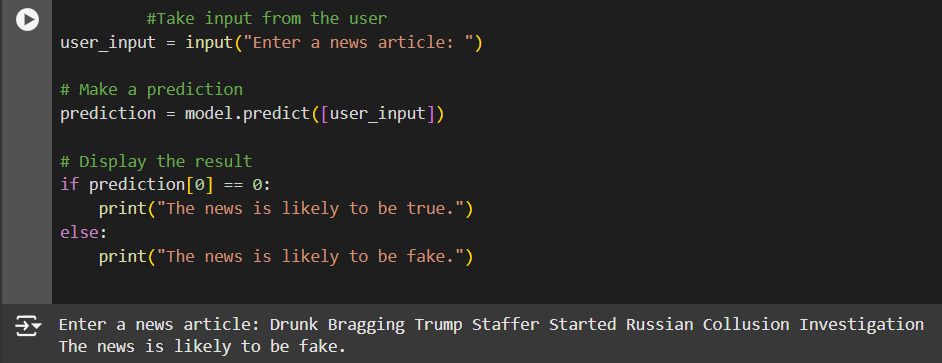 #Take input from the user
user_input = input("Enter a news article: ")
# Make a prediction
prediction = model.predict([user_input])
# Display the result
if prediction[0] == 0:
    print("The news is likely to be true.")
else:
    print("The news is likely to be fake.")
Enter a news article: Drunk Bragging Trump Staffer Started Russian Collusion Investigation
The news is likely to be fake.